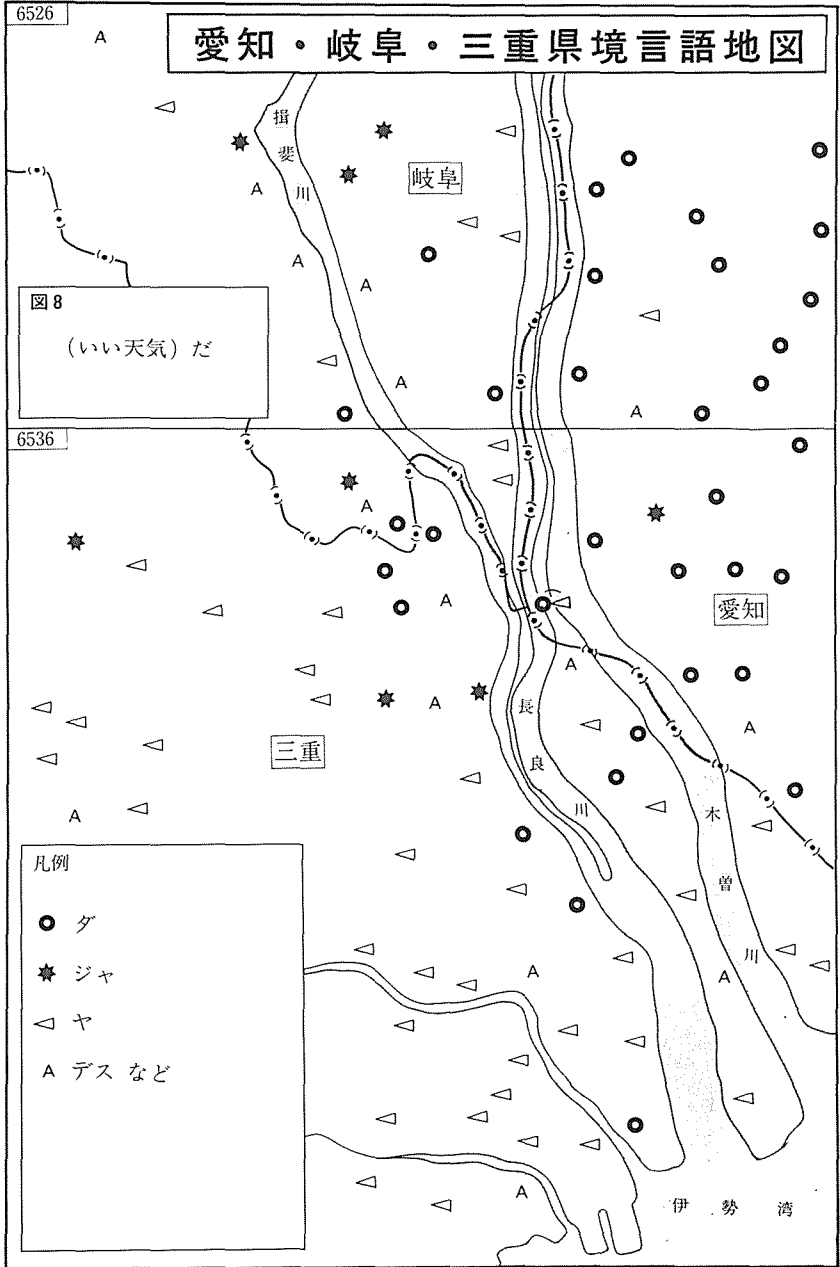 6526
愛知・岐阜・三重県境言語地図
揖
斐
川
岐阜
図8
(いい天気)だ
6536
愛知
長
良
川
三重
木
曽
川
凡例
ダ
ジャ
ヤ
A デス など
伊勢湾